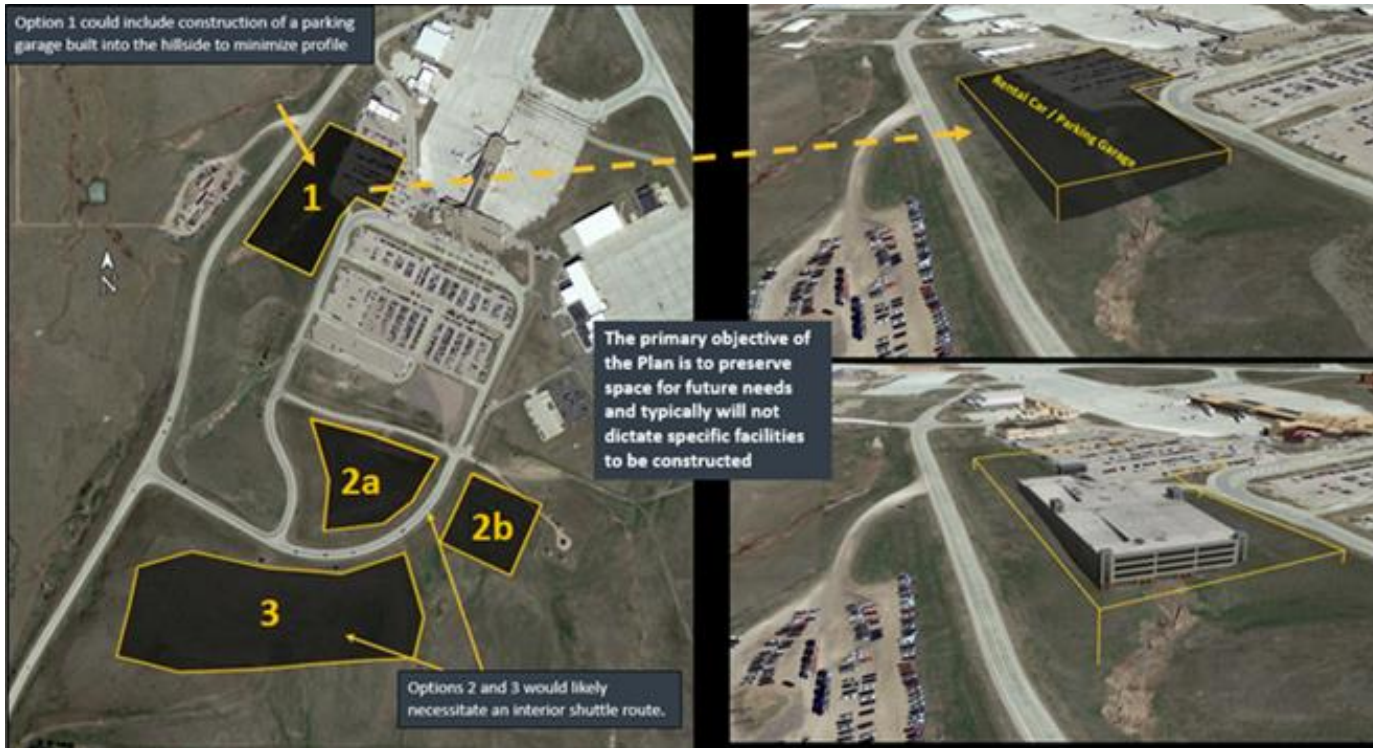 Option 1 could include construction of a parking
garage built into the hillside to minimize profile
1
Rental Car / Parking Garage
The primary objective of
the Plan is to preserve
space for future needs
and typically will not
dictate specific facilities
to be constructed
2a
2b
3
Options 2 and 3 would likely
necessitate an interior shuttle route.